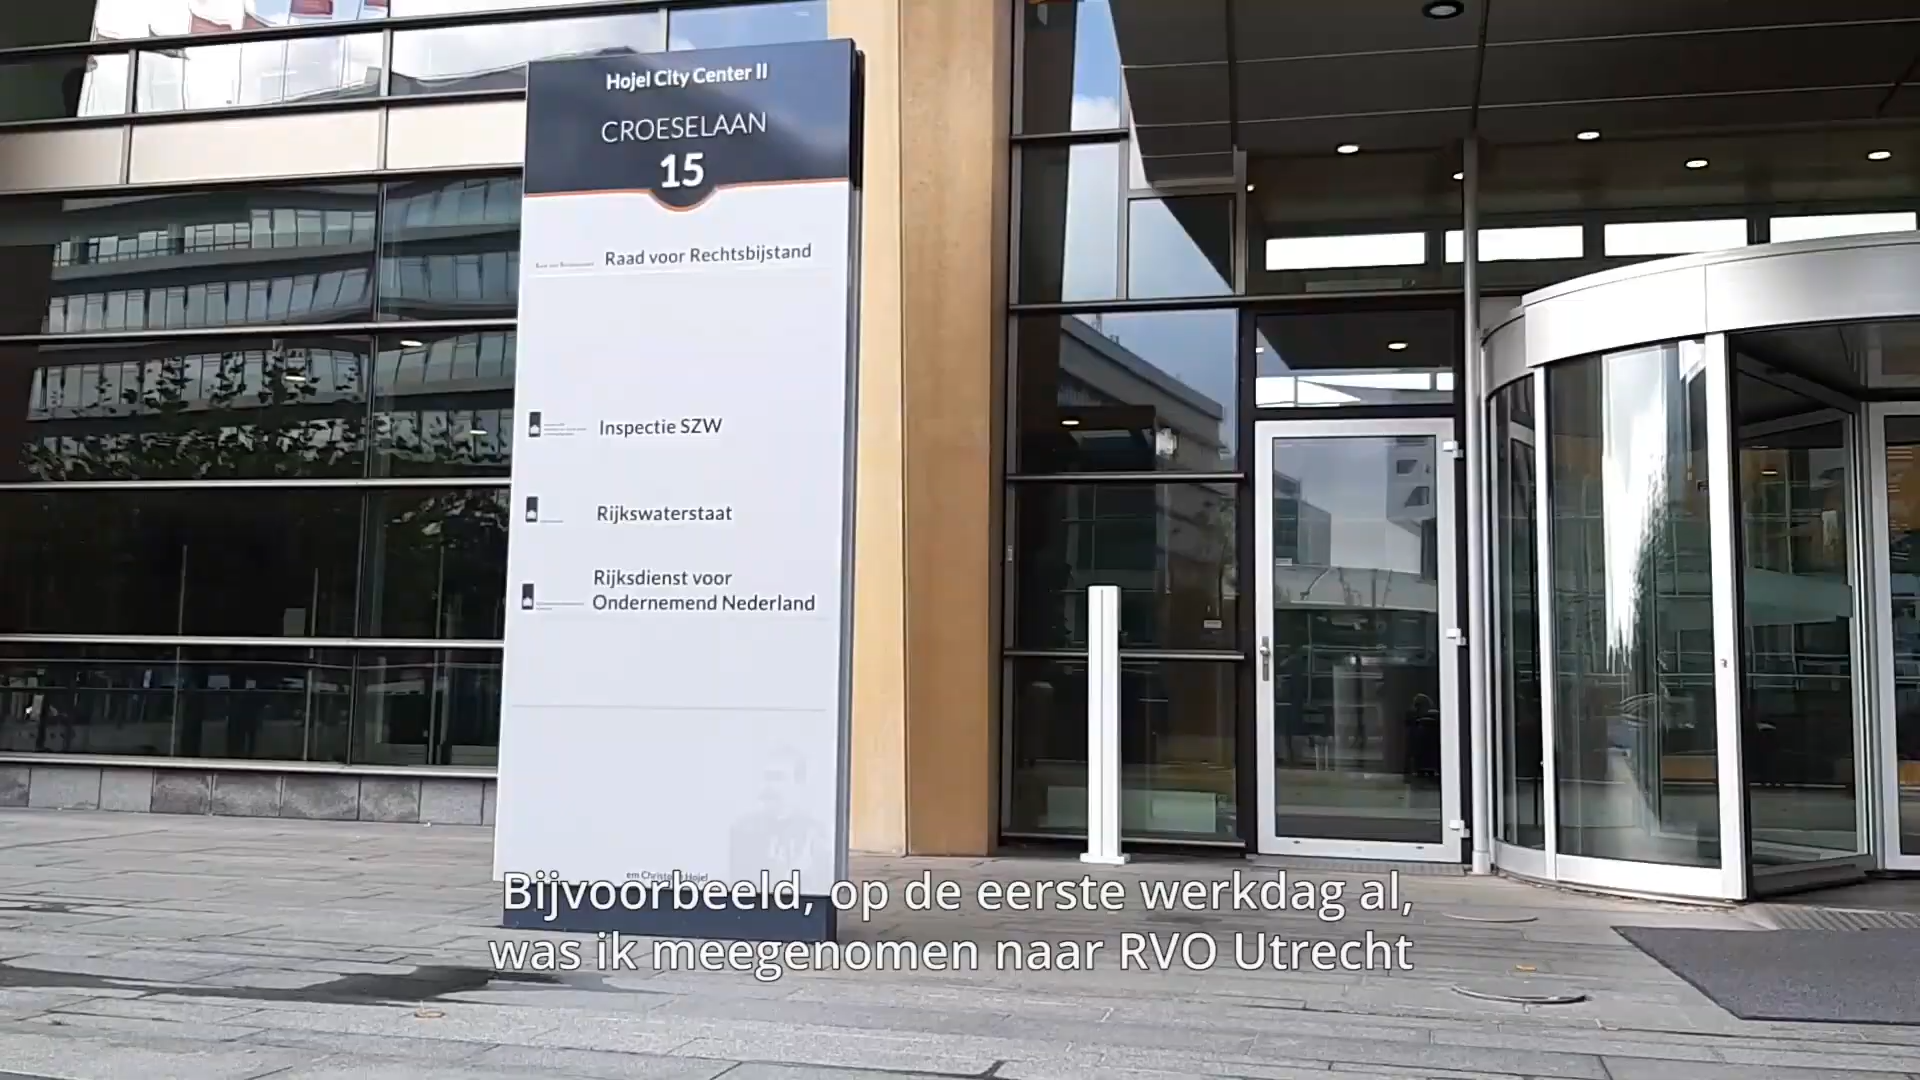 Hojel City Center II
CROESELAAN
15
Raad voor Rechtsbijstand
Inspectie SZW
Rijkswaterstaat
Rijksdienst voor
Ondernemend Nederland
Bijvoorbeeld, op de eerste werkdag al,
was ik meegenomen naar RVO Utrecht